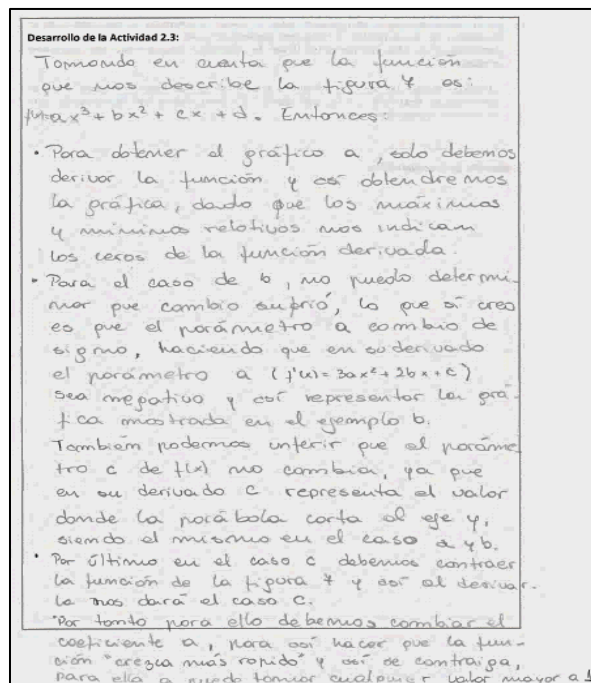 Desarrollo de la Actividad 2.3:
Tomando en cuenta que la función
que nos describe la figura 7 es:
f(x)=ax³+bx²+cx+d. Entonces:
• Para obtener el gráfico a, solo debemos
derivar la función y así obtendremos
la gráfica, dado que los máximos
y mínimos relativos nos indican
los ceros de la función derivada.
• Para el caso de b, no puedo determi-
nar que cambio sufrió, lo que sí creo
es que el parámetro a cambio de
signo, haciendo que en su derivada
el parámetro a (f'(x)=3ax²+2bx+c)
sea negativo y así representar la grá-
fica mostrada en el ejemplo b.
También podemos inferir que el paráme
tro c de f(x) no cambia, ya que
en su derivada c representa el valor
donde la parábola corta al eje y,
siendo el mismo en el caso a y b.
• Por último en el caso c debemos contraer
la función de la figura 7 y así al derivar-
la nos dará el caso c.
Por tanto para ello debemos cambiar el
coeficiente a, para así hacer que la fun-
ción "crezca más rapido" y así se contraiga,
para ello a puedo tomar cualquier valor mayor a 1